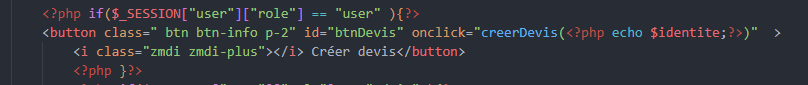 <?php if($_SESSION["user"]["role"] == "user" ){?>
<button class=" btn btn-info p-2" id="btnDevis" onclick="creerDevis(<?php echo $identite;?>)"  >
<i class="zmdi zmdi-plus"></i> Créer devis</button>
<?php }?>